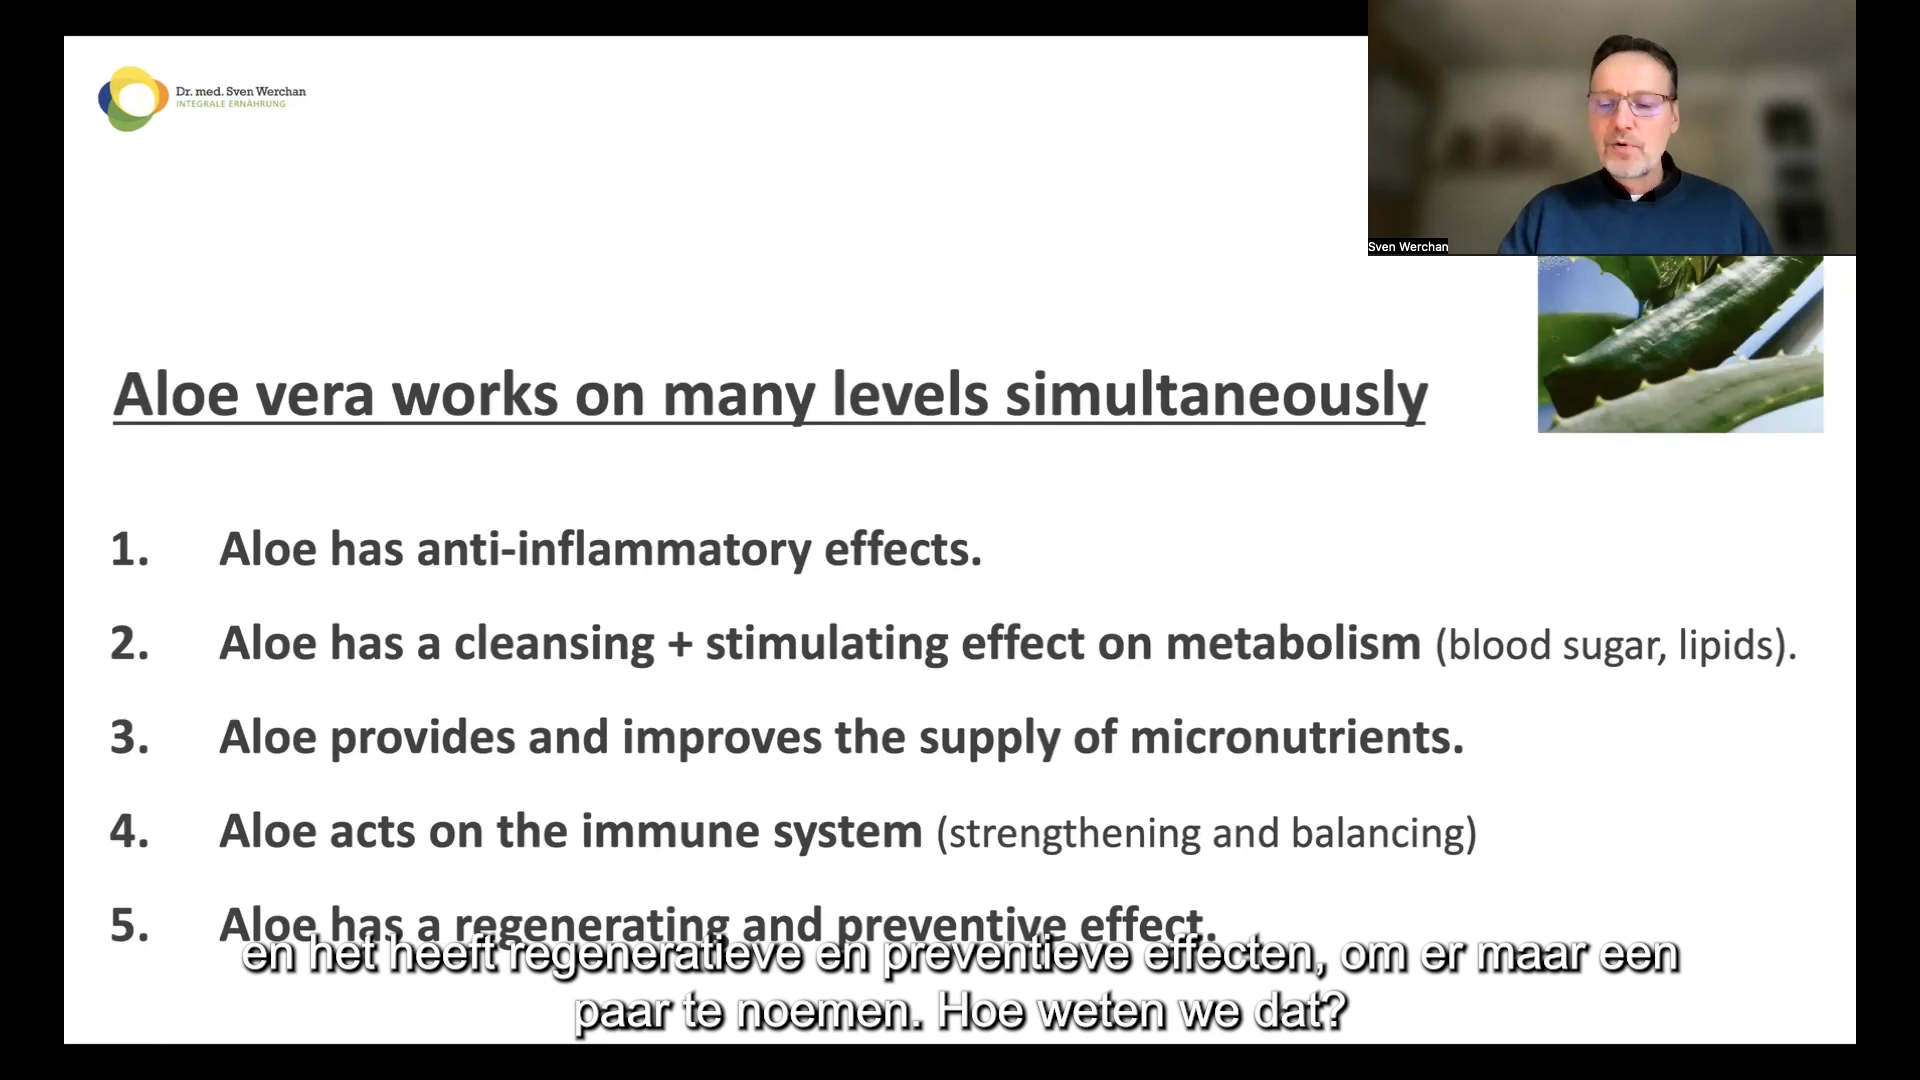 Dr. med. Sven Werchan
INTEGRALE ERNÄHRUNG
Sven Werchan
Aloe vera works on many levels simultaneously
1. Aloe has anti-inflammatory effects.
2. Aloe has a cleansing + stimulating effect on metabolism (blood sugar, lipids).
3. Aloe provides and improves the supply of micronutrients.
4. Aloe acts on the immune system (strengthening and balancing)
5. Aloe has a regenerating and preventive effect.
en het heeft regeneratieve en preventieve effecten, om er maar een
paar te noemen. Hoe weten we dat?